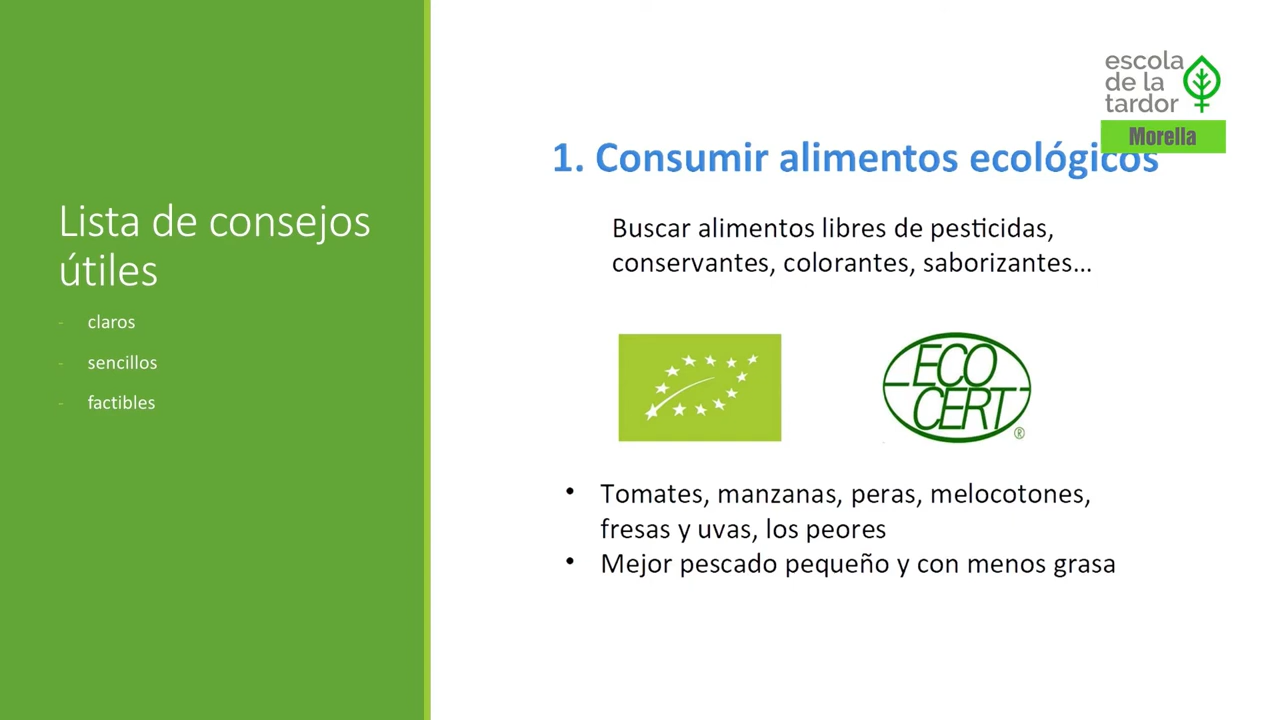 Lista de consejos
útiles
- claros
- sencillos
- factibles
escola
de la
tardor
Morella
1. Consumir alimentos ecológicos
Buscar alimentos libres de pesticidas,
conservantes, colorantes, saborizantes...
ECO
CERT
®
• Tomates, manzanas, peras, melocotones,
fresas y uvas, los peores
• Mejor pescado pequeño y con menos grasa